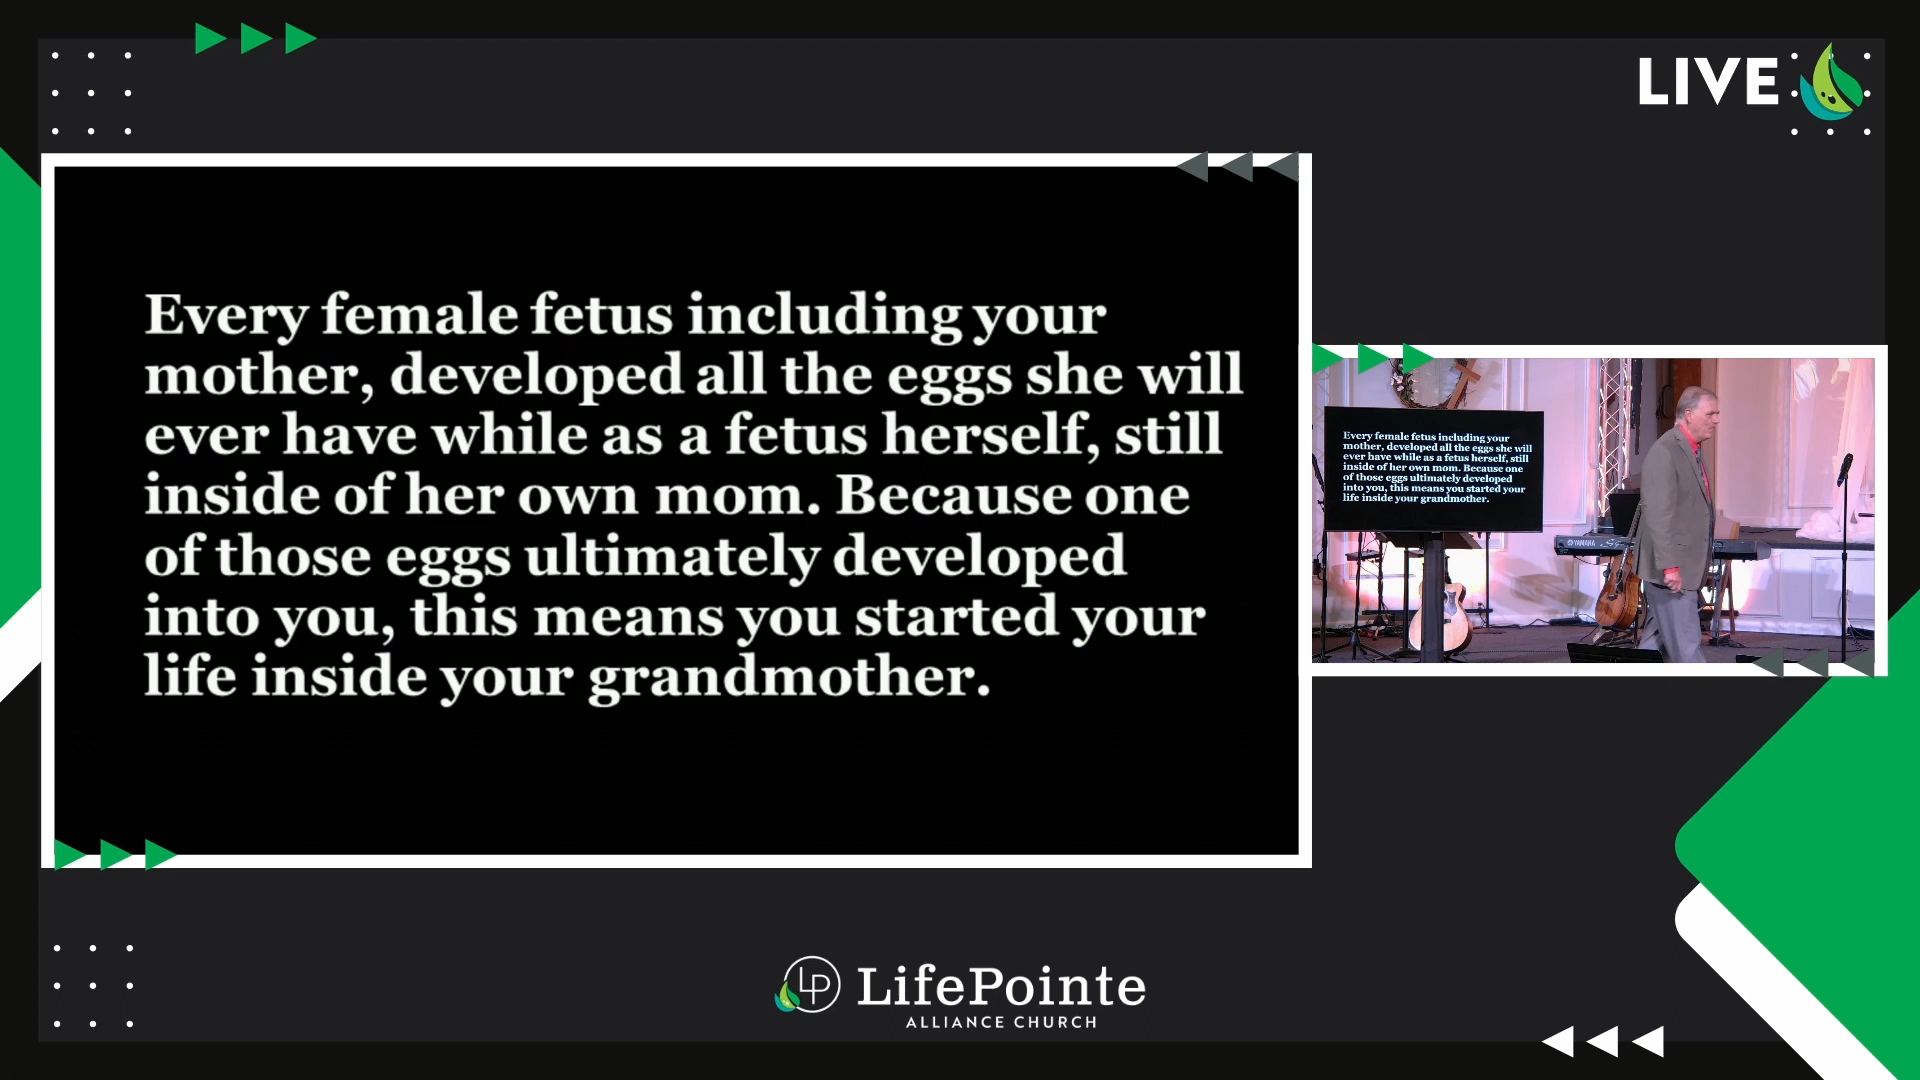 LIVE
Every female fetus including your
mother, developed all the eggs she will
ever have while as a fetus herself, still
inside of her own mom. Because one
of those eggs ultimately developed
into you, this means you started your
life inside your grandmother.
Every female fetus including your
mother, developed all the eggs she will
ever have while as a fetus herself, still
inside of her own mom. Because one
of those eggs ultimately developed
into you, this means you started your
life inside your grandmother.
YAMAHA
LP
LifePointe
ALLIANCE CHURCH